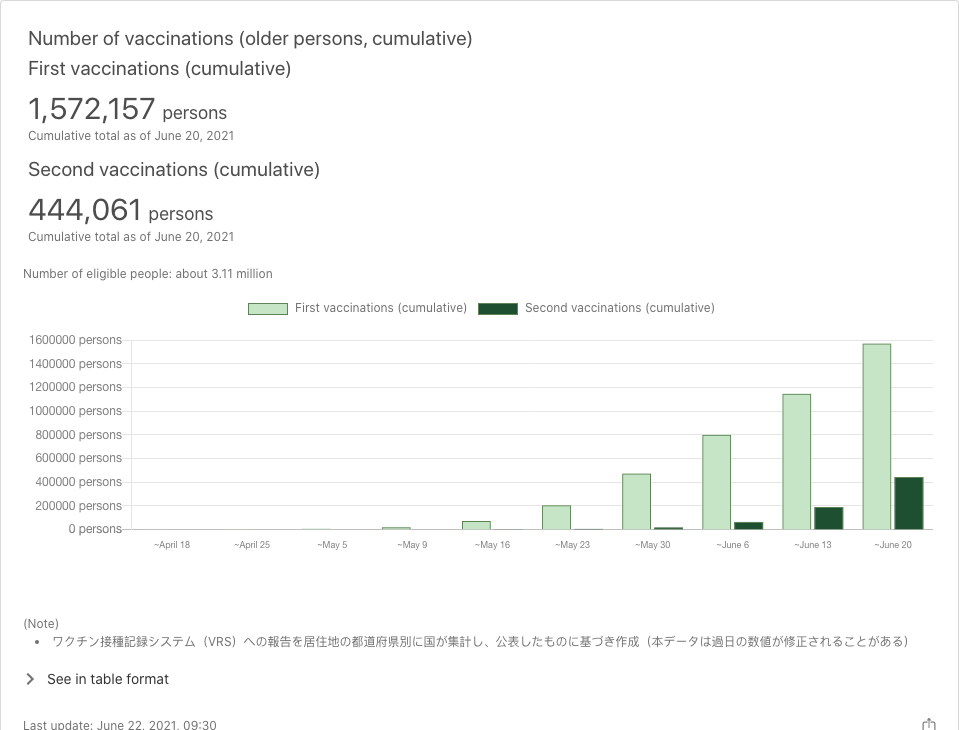 Number of vaccinations (older persons, cumulative)
First vaccinations (cumulative)
1,572,157 persons
Cumulative total as of June 20, 2021
Second vaccinations (cumulative)
444,061 persons
Cumulative total as of June 20, 2021
Number of eligible people: about 3.11 million
First vaccinations (cumulative) Second vaccinations (cumulative)
1600000 persons
1400000 persons
1200000 persons
1000000 persons
800000 persons
600000 persons
400000 persons
200000 persons
0 persons
~April 18 ~April 25 ~May 5 ~May 9 ~May 16 ~May 23 ~May 30 ~June 6 ~June 13 ~June 20
(Note)
• ワクチン接種記録システム（VRS）への報告を居住地の都道府県別に国が集計し、公表したものに基づき作成（本データは過日の数値が修正されることがある）
See in table format
Last update: June 22, 2021, 09:30